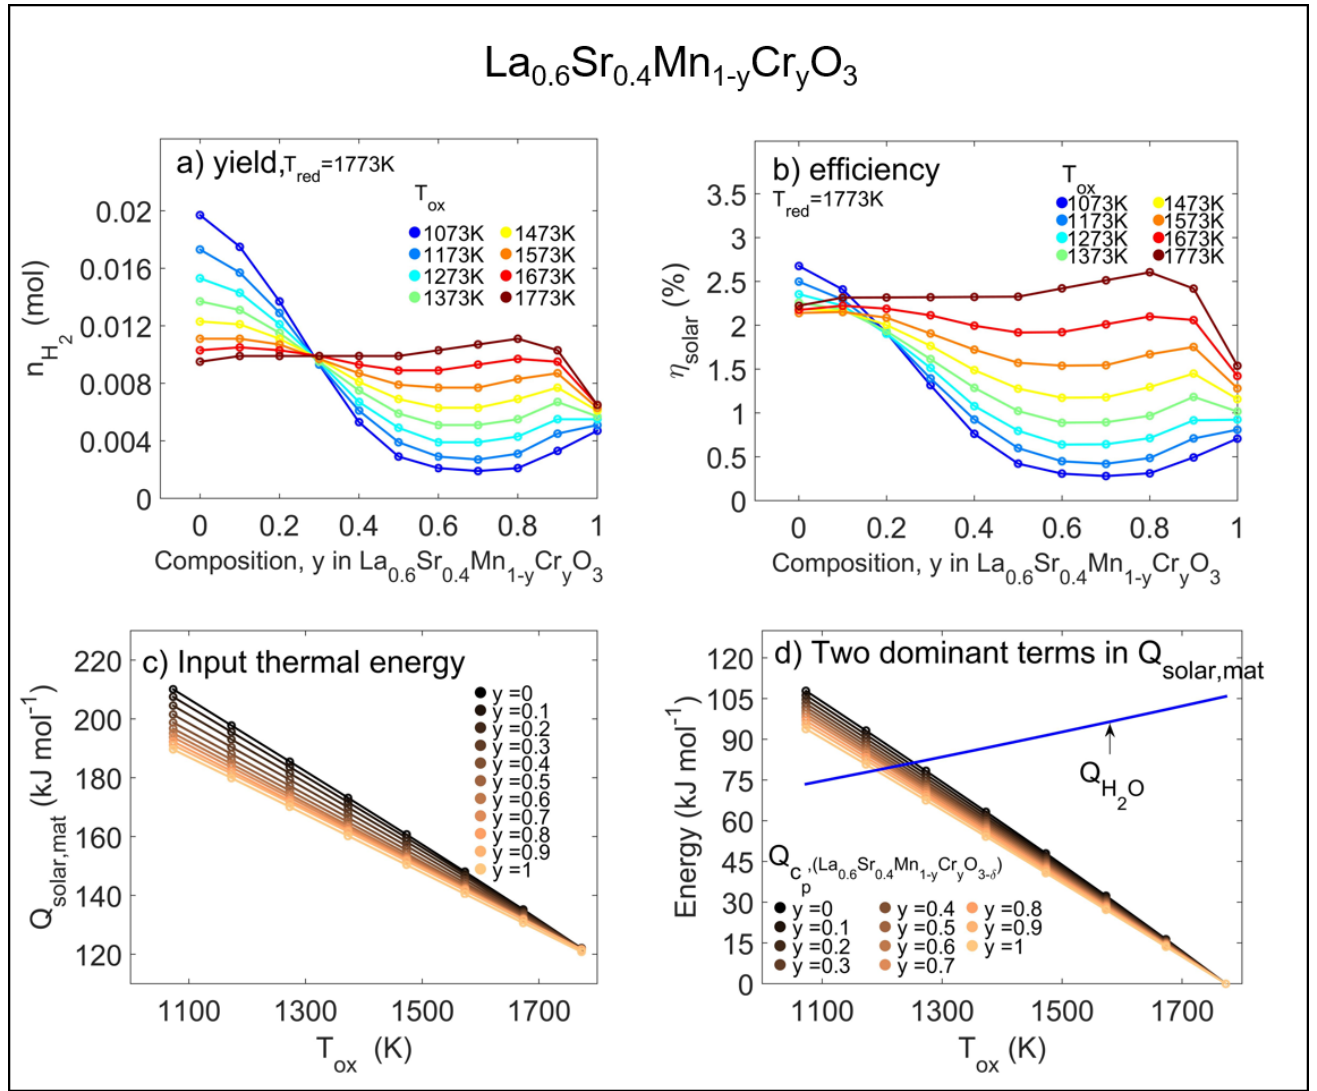 La0.6Sr0.4Mn1-yCryO3
a) yield,Tred=1773K
Tox
1073K 1473K
1173K 1573K
1273K 1673K
1373K 1773K
0.02
0.016
0.012
0.008
0.004
0
nH2 (mol)
0 0.2 0.4 0.6 0.8 1
Composition, y in La0.6Sr0.4Mn1-yCryO3
b) efficiency
Tred=1773K
Tox
1073K 1473K
1173K 1573K
1273K 1673K
1373K 1773K
3.5
3
2.5
2
1.5
1
0.5
0
ηsolar (%)
0 0.2 0.4 0.6 0.8 1
Composition, y in La0.6Sr0.4Mn1-yCryO3
c) Input thermal energy
y =0
y =0.1
y =0.2
y =0.3
y =0.4
y =0.5
y =0.6
y =0.7
y =0.8
y =0.9
y =1
220
200
180
160
140
120
Qsolar,mat (kJ mol-1)
1100 1300 1500 1700
Tox (K)
d) Two dominant terms in Qsolar,mat
QH2O
Qcp,(La0.6Sr0.4Mn1-yCryO3-δ)
y =0 y =0.4 y =0.8
y =0.1 y =0.5 y =0.9
y =0.2 y =0.6 y =1
y =0.3 y =0.7
120
105
90
75
60
45
30
15
0
Energy (kJ mol-1)
1100 1300 1500 1700
Tox (K)